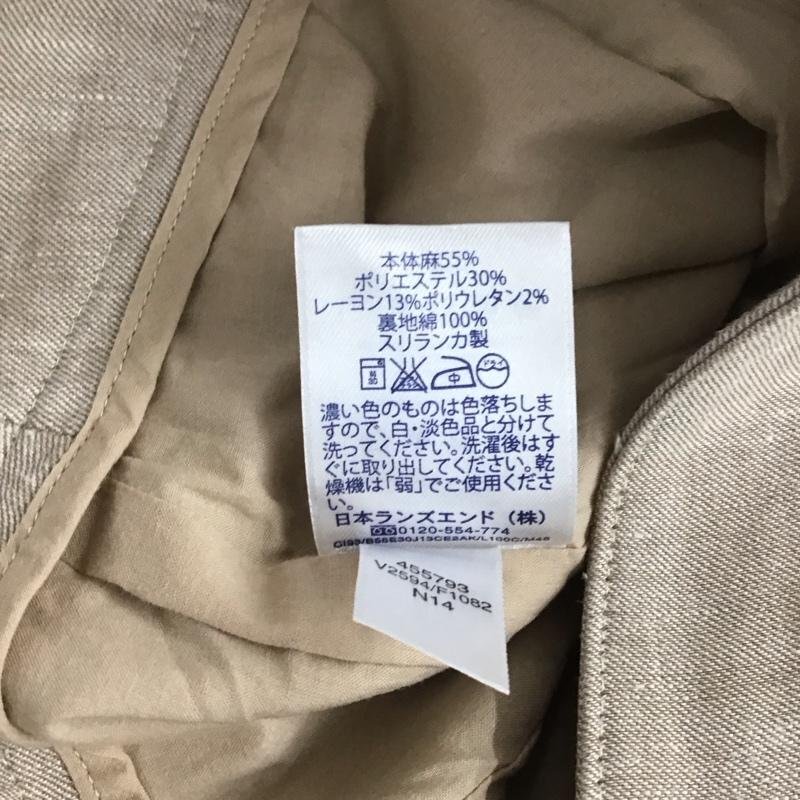 本体麻55%
ポリエステル30%
レーヨン13%ポリウレタン2%
裏地綿100%
スリランカ製
中 ドライ
濃い色のものは色落ちしま
すので、白・淡色品と分けて
洗ってください。洗濯後はす
ぐに取り出してください。乾
燥機は「弱」でご使用くださ
い。
日本ランズエンド（株）
0120-554-774
455793
V2594/F1082
N14